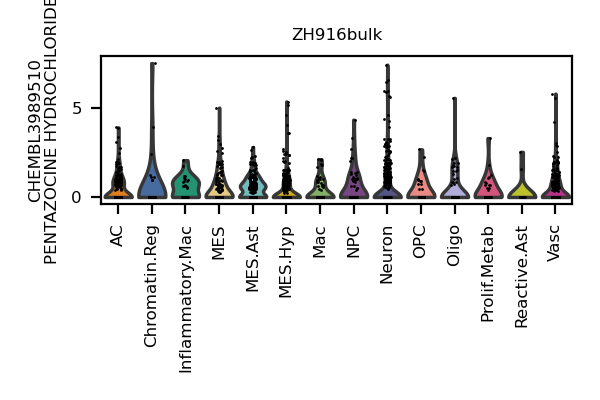 ZH916bulk
CHEMBL3989510
PENTAZOCINE HYDROCHLORIDE
5
0
AC
Chromatin.Reg
Inflammatory.Mac
MES
MES.Ast
MES.Hyp
Mac
NPC
Neuron
OPC
Oligo
Prolif.Metab
Reactive.Ast
Vasc